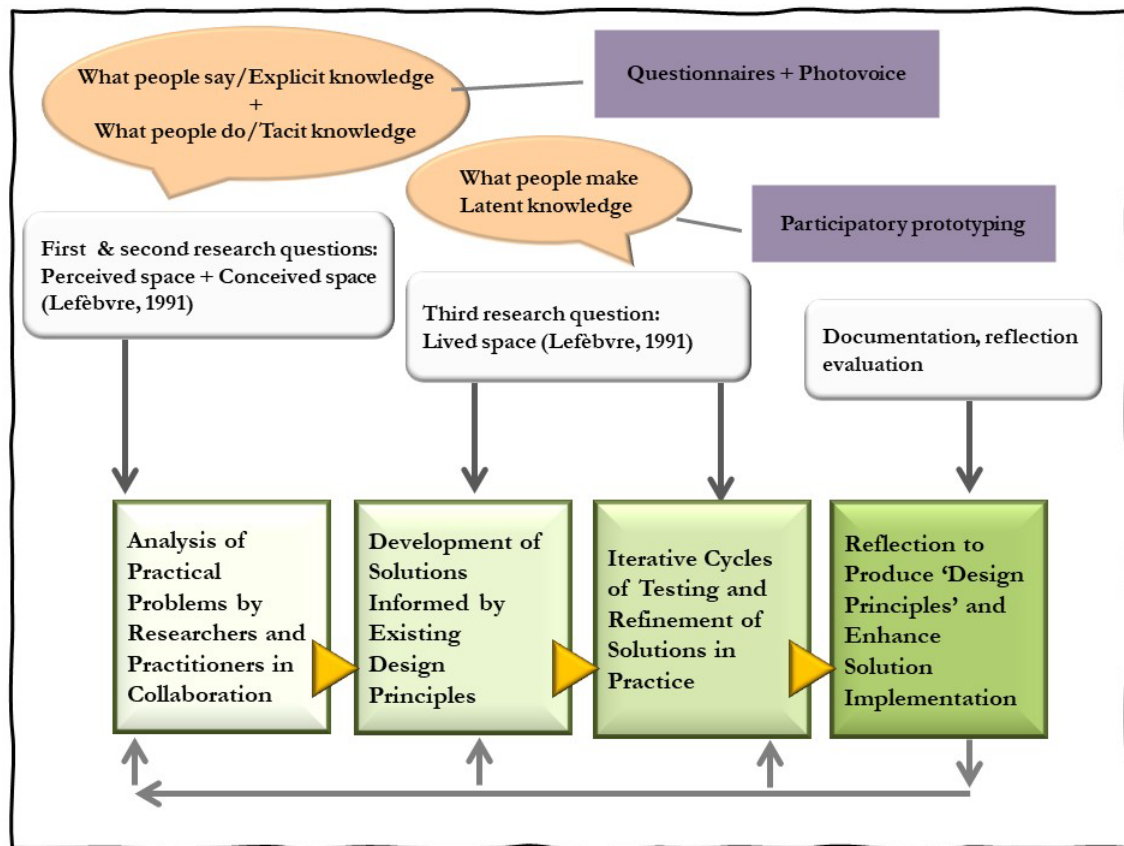 What people say/Explicit knowledge
+
What people do/Tacit knowledge
Questionnaires + Photovoice
What people make
Latent knowledge
Participatory prototyping
First & second research questions:
Perceived space + Conceived space
(Lefèbvre, 1991)
Third research question:
Lived space (Lefèbvre, 1991)
Documentation, reflection
evaluation
Analysis of
Practical
Problems by
Researchers and
Practitioners in
Collaboration
Development of
Solutions
Informed by
Existing
Design
Principles
Iterative Cycles
of Testing and
Refinement of
Solutions in
Practice
Reflection to
Produce ‘Design
Principles’ and
Enhance
Solution
Implementation